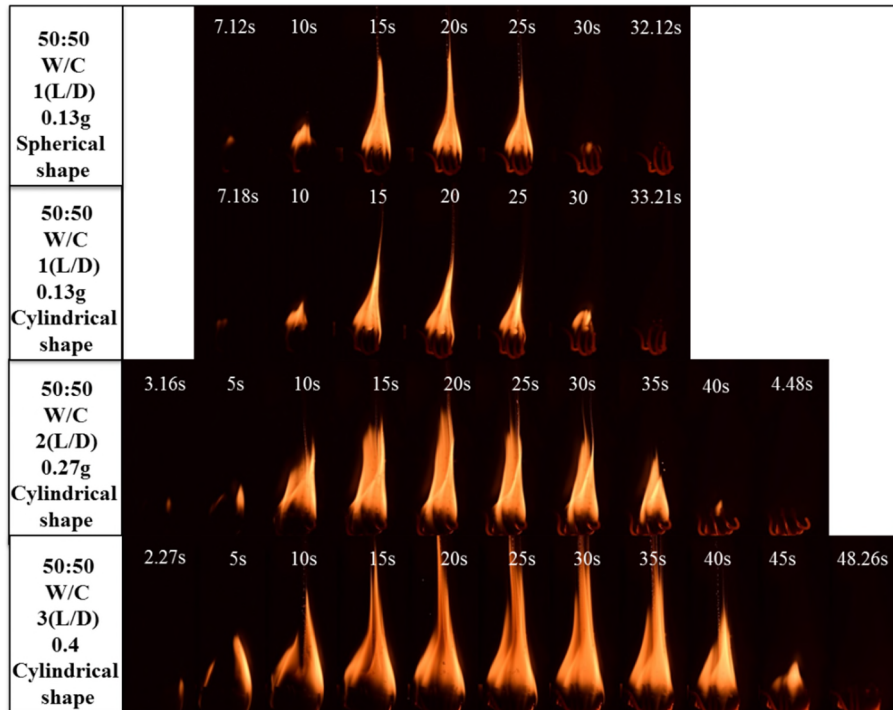 50:50
W/C
1(L/D)
0.13g
Spherical
shape
7.12s 10s 15s 20s 25s 30s 32.12s
50:50
W/C
1(L/D)
0.13g
Cylindrical
shape
7.18s 10 15 20 25 30 33.21s
50:50
W/C
2(L/D)
0.27g
Cylindrical
shape
3.16s 5s 10s 15s 20s 25s 30s 35s 40s 4.48s
50:50
W/C
3(L/D)
0.4
Cylindrical
shape
2.27s 5s 10s 15s 20s 25s 30s 35s 40s 45s 48.26s